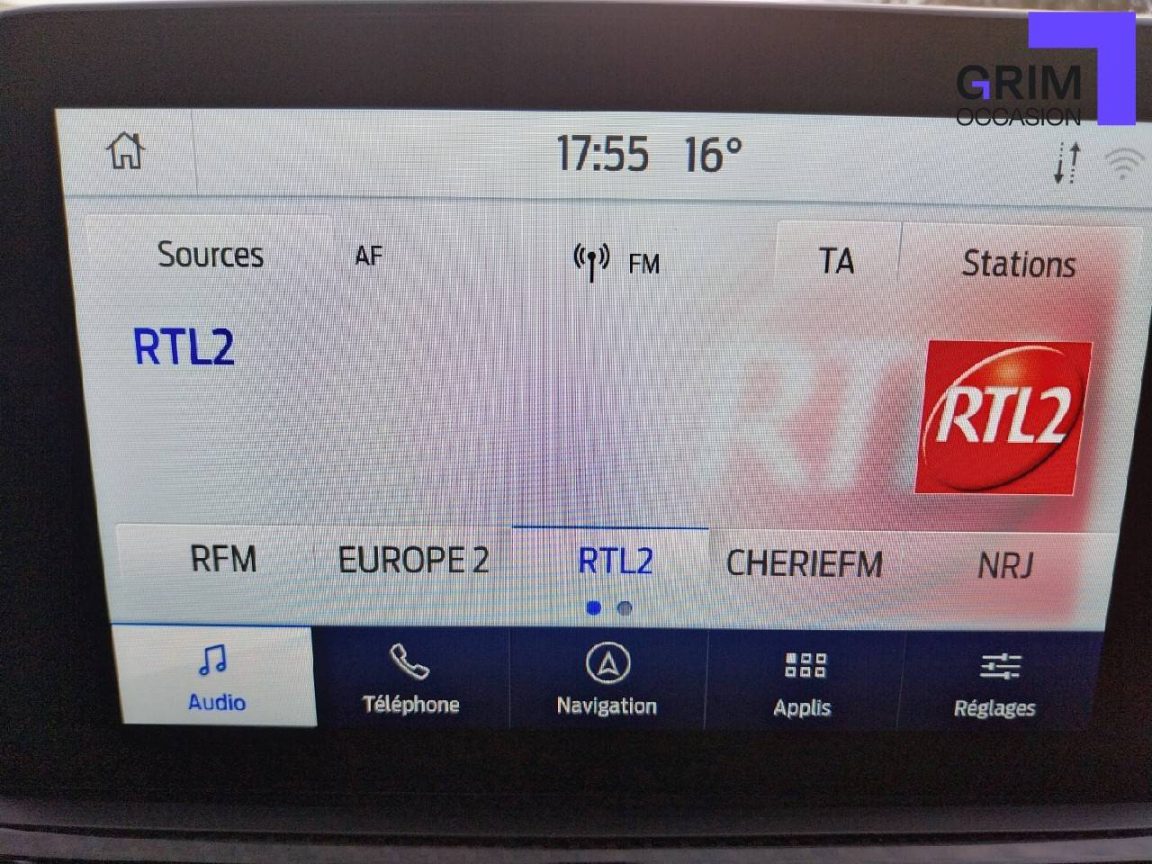 GRIM
OCCASION
17:55 16°
Sources AF FM TA Stations
RTL2
RT
RTL2
RFM EUROPE 2 RTL2 CHERIEFM NRJ
Audio Téléphone Navigation Applis Réglages